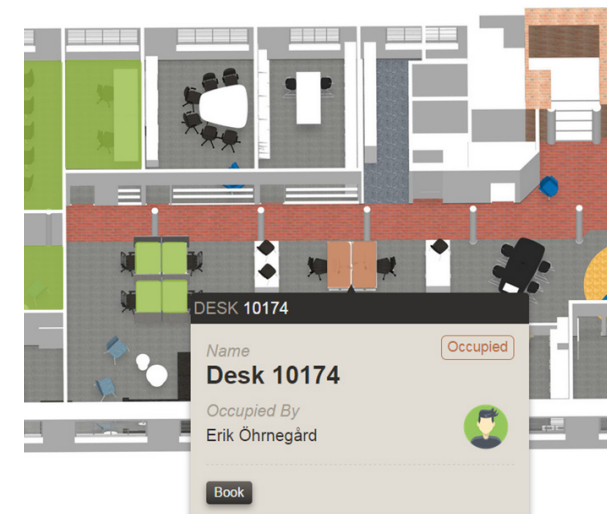 DESK 10174
Name
Occupied
Desk 10174
Occupied By
Erik Öhrnegård
Book